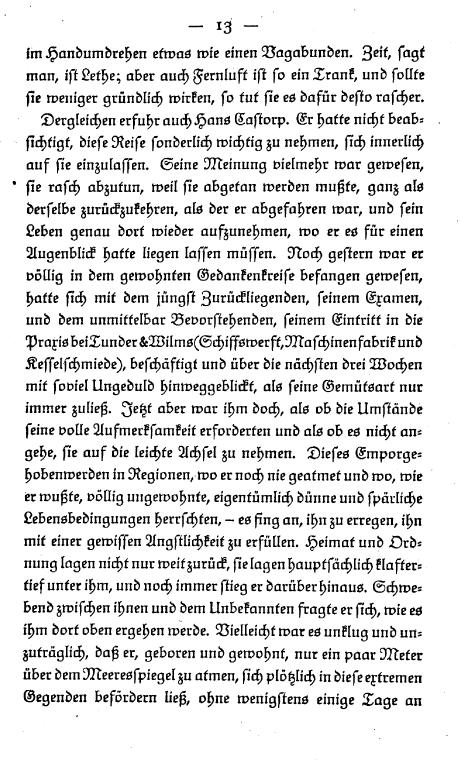 — 13 —
im Handumdrehen etwas wie einen Vagabunden. Zeit, sagt
man, ist Lethe; aber auch Fernluft ist so ein Trank, und sollte
sie weniger gründlich wirken, so tut sie es dafür desto rascher.
Dergleichen erfuhr auch Hans Castorp. Er hatte nicht beab-
sichtigt, diese Reise sonderlich wichtig zu nehmen, sich innerlich
auf sie einzulassen. Seine Meinung vielmehr war gewesen,
sie rasch abzutun, weil sie abgetan werden mußte, ganz als
derselbe zurückzukehren, als der er abgefahren war, und sein
Leben genau dort wieder aufzunehmen, wo er es für einen
Augenblick hatte liegen lassen müssen. Noch gestern war er
völlig in dem gewohnten Gedankenkreise befangen gewesen,
hatte sich mit dem jüngst Zurückliegenden, seinem Examen,
und dem unmittelbar Bevorstehenden, seinem Eintritt in die
Praxis bei Tunder & Wilms (Schiffswerft, Maschinenfabrik und
Kesselschmiede), beschäftigt und über die nächsten drei Wochen
mit soviel Ungeduld hinweggeblickt, als seine Gemütsart nur
immer zuließ. Jetzt aber war ihm doch, als ob die Umstände
seine volle Aufmerksamkeit erforderten und als ob es nicht an-
gehe, sie auf die leichte Achsel zu nehmen. Dieses Emporge-
hobenwerden in Regionen, wo er noch nie geatmet und wo, wie
er wußte, völlig ungewohnte, eigentümlich dünne und spärliche
Lebensbedingungen herrschten, – es fing an, ihn zu erregen, ihn
mit einer gewissen Ängstlichkeit zu erfüllen. Heimat und Ord-
nung lagen nicht nur weit zurück, sie lagen hauptsächlich klafter-
tief unter ihm, und noch immer stieg er darüber hinaus. Schwe-
bend zwischen ihnen und dem Unbekannten fragte er sich, wie es
ihm dort oben ergehen werde. Vielleicht war es unklug und un-
zuträglich, daß er, geboren und gewohnt, nur ein paar Meter
über dem Meeresspiegel zu atmen, sich plötzlich in diese extremen
Gegenden befördern ließ, ohne wenigstens einige Tage an